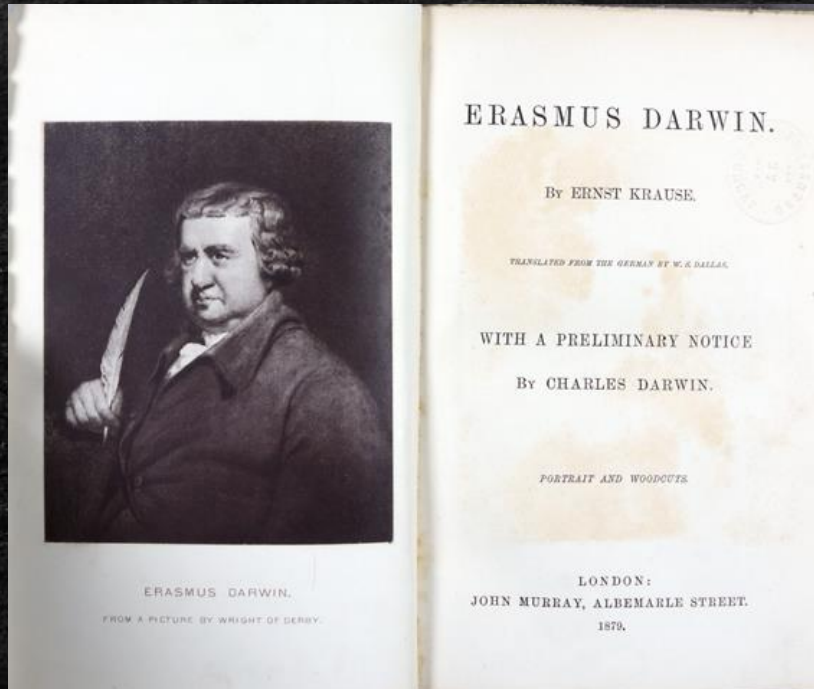 ERASMUS DARWIN.
FROM A PICTURE BY WRIGHT OF DERBY.
ERASMUS DARWIN.
By ERNST KRAUSE.
TRANSLATED FROM THE GERMAN BY W. S. DALLAS.
WITH A PRELIMINARY NOTICE
By CHARLES DARWIN.
PORTRAIT AND WOODCUTS.
LONDON:
JOHN MURRAY, ALBEMARLE STREET.
1879.